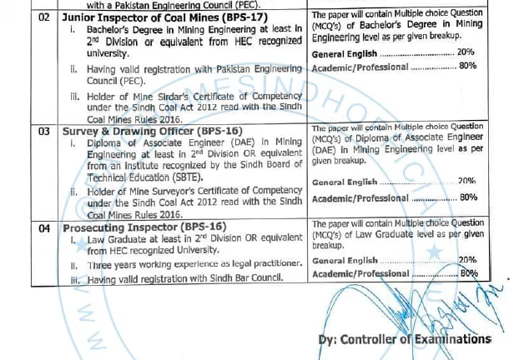 with a Pakistan Engineering Council (PEC).
02 Junior Inspector of Coal Mines (BPS-17)
i. Bachelor's Degree in Mining Engineering at least in
2nd Division or equivalent from HEC recognized
university.
ii. Having valid registration with Pakistan Engineering
Council (PEC).
iii. Holder of Mine Sirdar's Certificate of Competency
under the Sindh Coal Act 2012 read with the Sindh
Coal Mines Rules 2016.
The paper will contain Multiple choice Question
(MCQ's) of Bachelor's Degree in Mining
Engineering level as per given breakup.
General English 20%
Academic/Professional 80%
03 Survey & Drawing Officer (BPS-16)
i. Diploma of Associate Engineer (DAE) in Mining
Engineering at least in 2nd Division OR equivalent
from an Institute recognized by the Sindh Board of
Technical Education (SBTE).
ii. Holder of Mine Surveyor's Certificate of Competency
under the Sindh Coal Act 2012 read with the Sindh
Coal Mines Rules 2016.
The paper will contain Multiple choice Question
(MCQ's) of Diploma of Associate Engineer
(DAE) in Mining Engineering level as per
given breakup.
General English ........ 20%
Academic/Professional ........ 80%
04 Prosecuting Inspector (BPS-16)
i. Law Graduate at least in 2nd Division OR equivalent
from HEC recognized University.
ii. Three years working experience as legal practitioner.
iii. Having valid registration with Sindh Bar Council.
The paper will contain Multiple choice Question
(MCQ's) of Law Graduate level as per given
breakup.
General English ........ 20%
Academic/Professional ........ 80%
Dy: Controller of Examinations